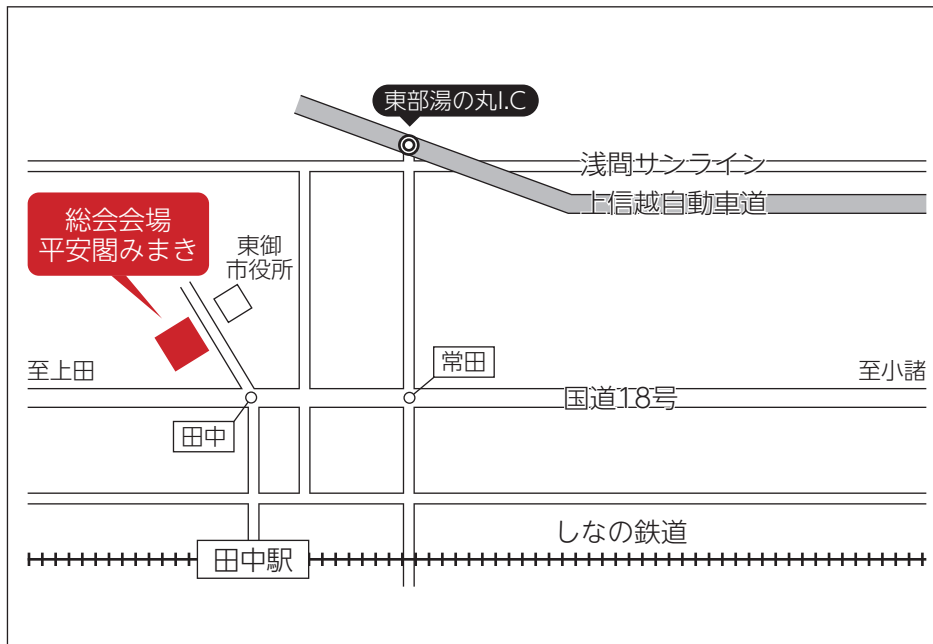 東部湯の丸I.C
浅間サンライン
上信越自動車道
総会会場
平安閣みまき
東御
市役所
至上田
常田
至小諸
国道18号
田中
しなの鉄道
田中駅